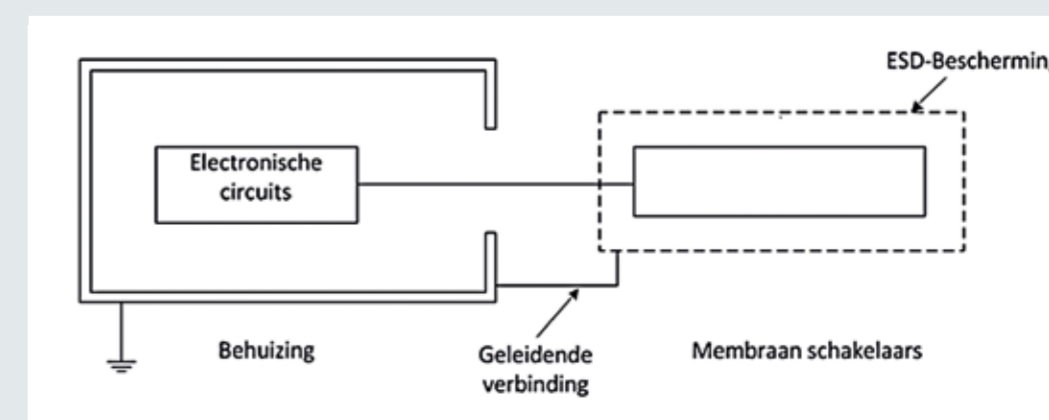 ESD-Beschermin
Electronische
circuits
Behuizing
Geleidende
verbinding
Membraan schakelaars